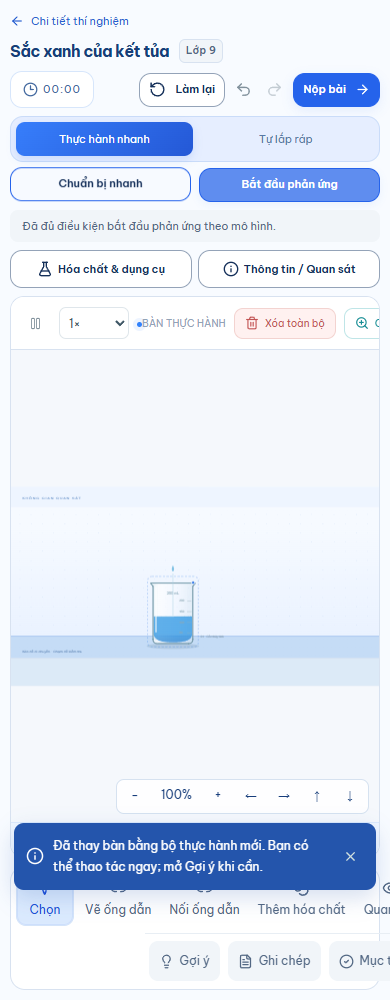 Chi tiết thí nghiệm
Sắc xanh của kết tủa
Lớp 9
00:00
Làm lại
Nộp bài
Thực hành nhanh
Tự lắp ráp
Chuẩn bị nhanh
Bắt đầu phản ứng
Đã đủ điều kiện bắt đầu phản ứng theo mô hình.
Hóa chất & dụng cụ
Thông tin / Quan sát
1×
BÀN THỰC HÀNH
Xóa toàn bộ
100%
Đã thay bàn bằng bộ thực hành mới. Bạn có
thể thao tác ngay; mở Gợi ý khi cần.
Chọn
Vẽ ống dẫn
Nối ống dẫn
Thêm hóa chất
Quan
Gợi ý
Ghi chép
Mục t